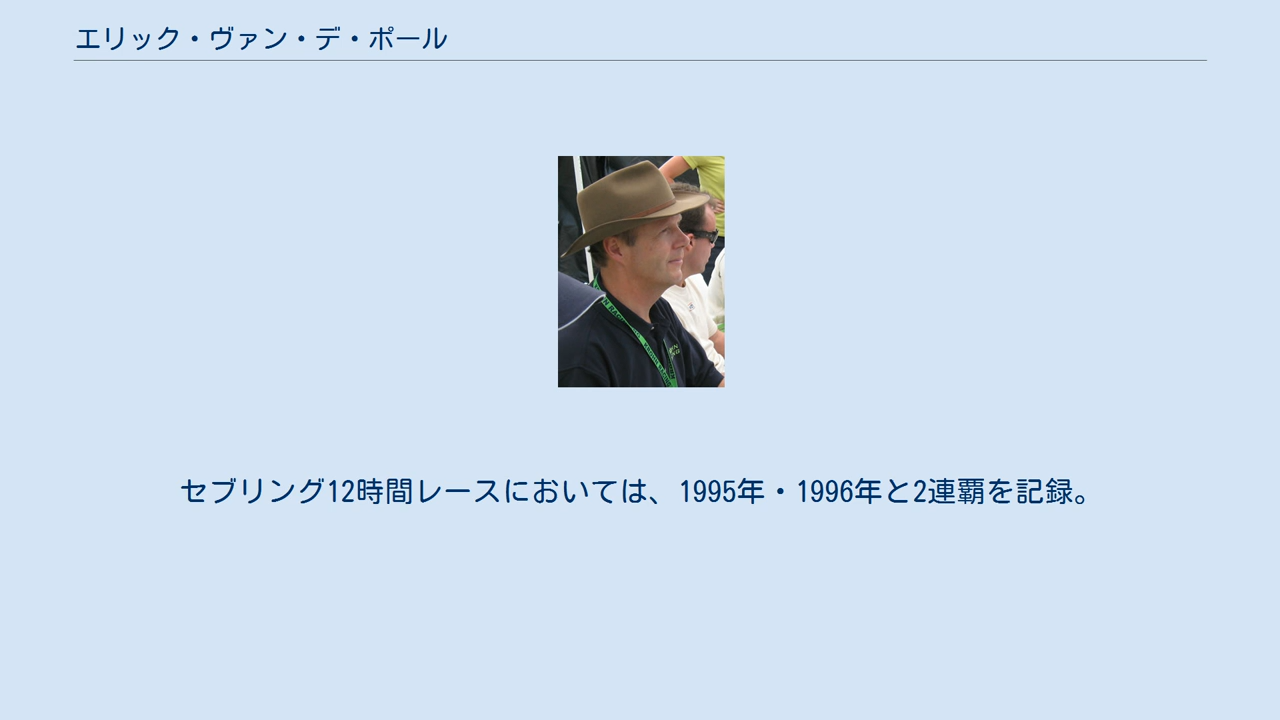 エリック・ヴァン・デ・ポール
セブリング12時間レースにおいては、1995年・1996年と2連覇を記録。